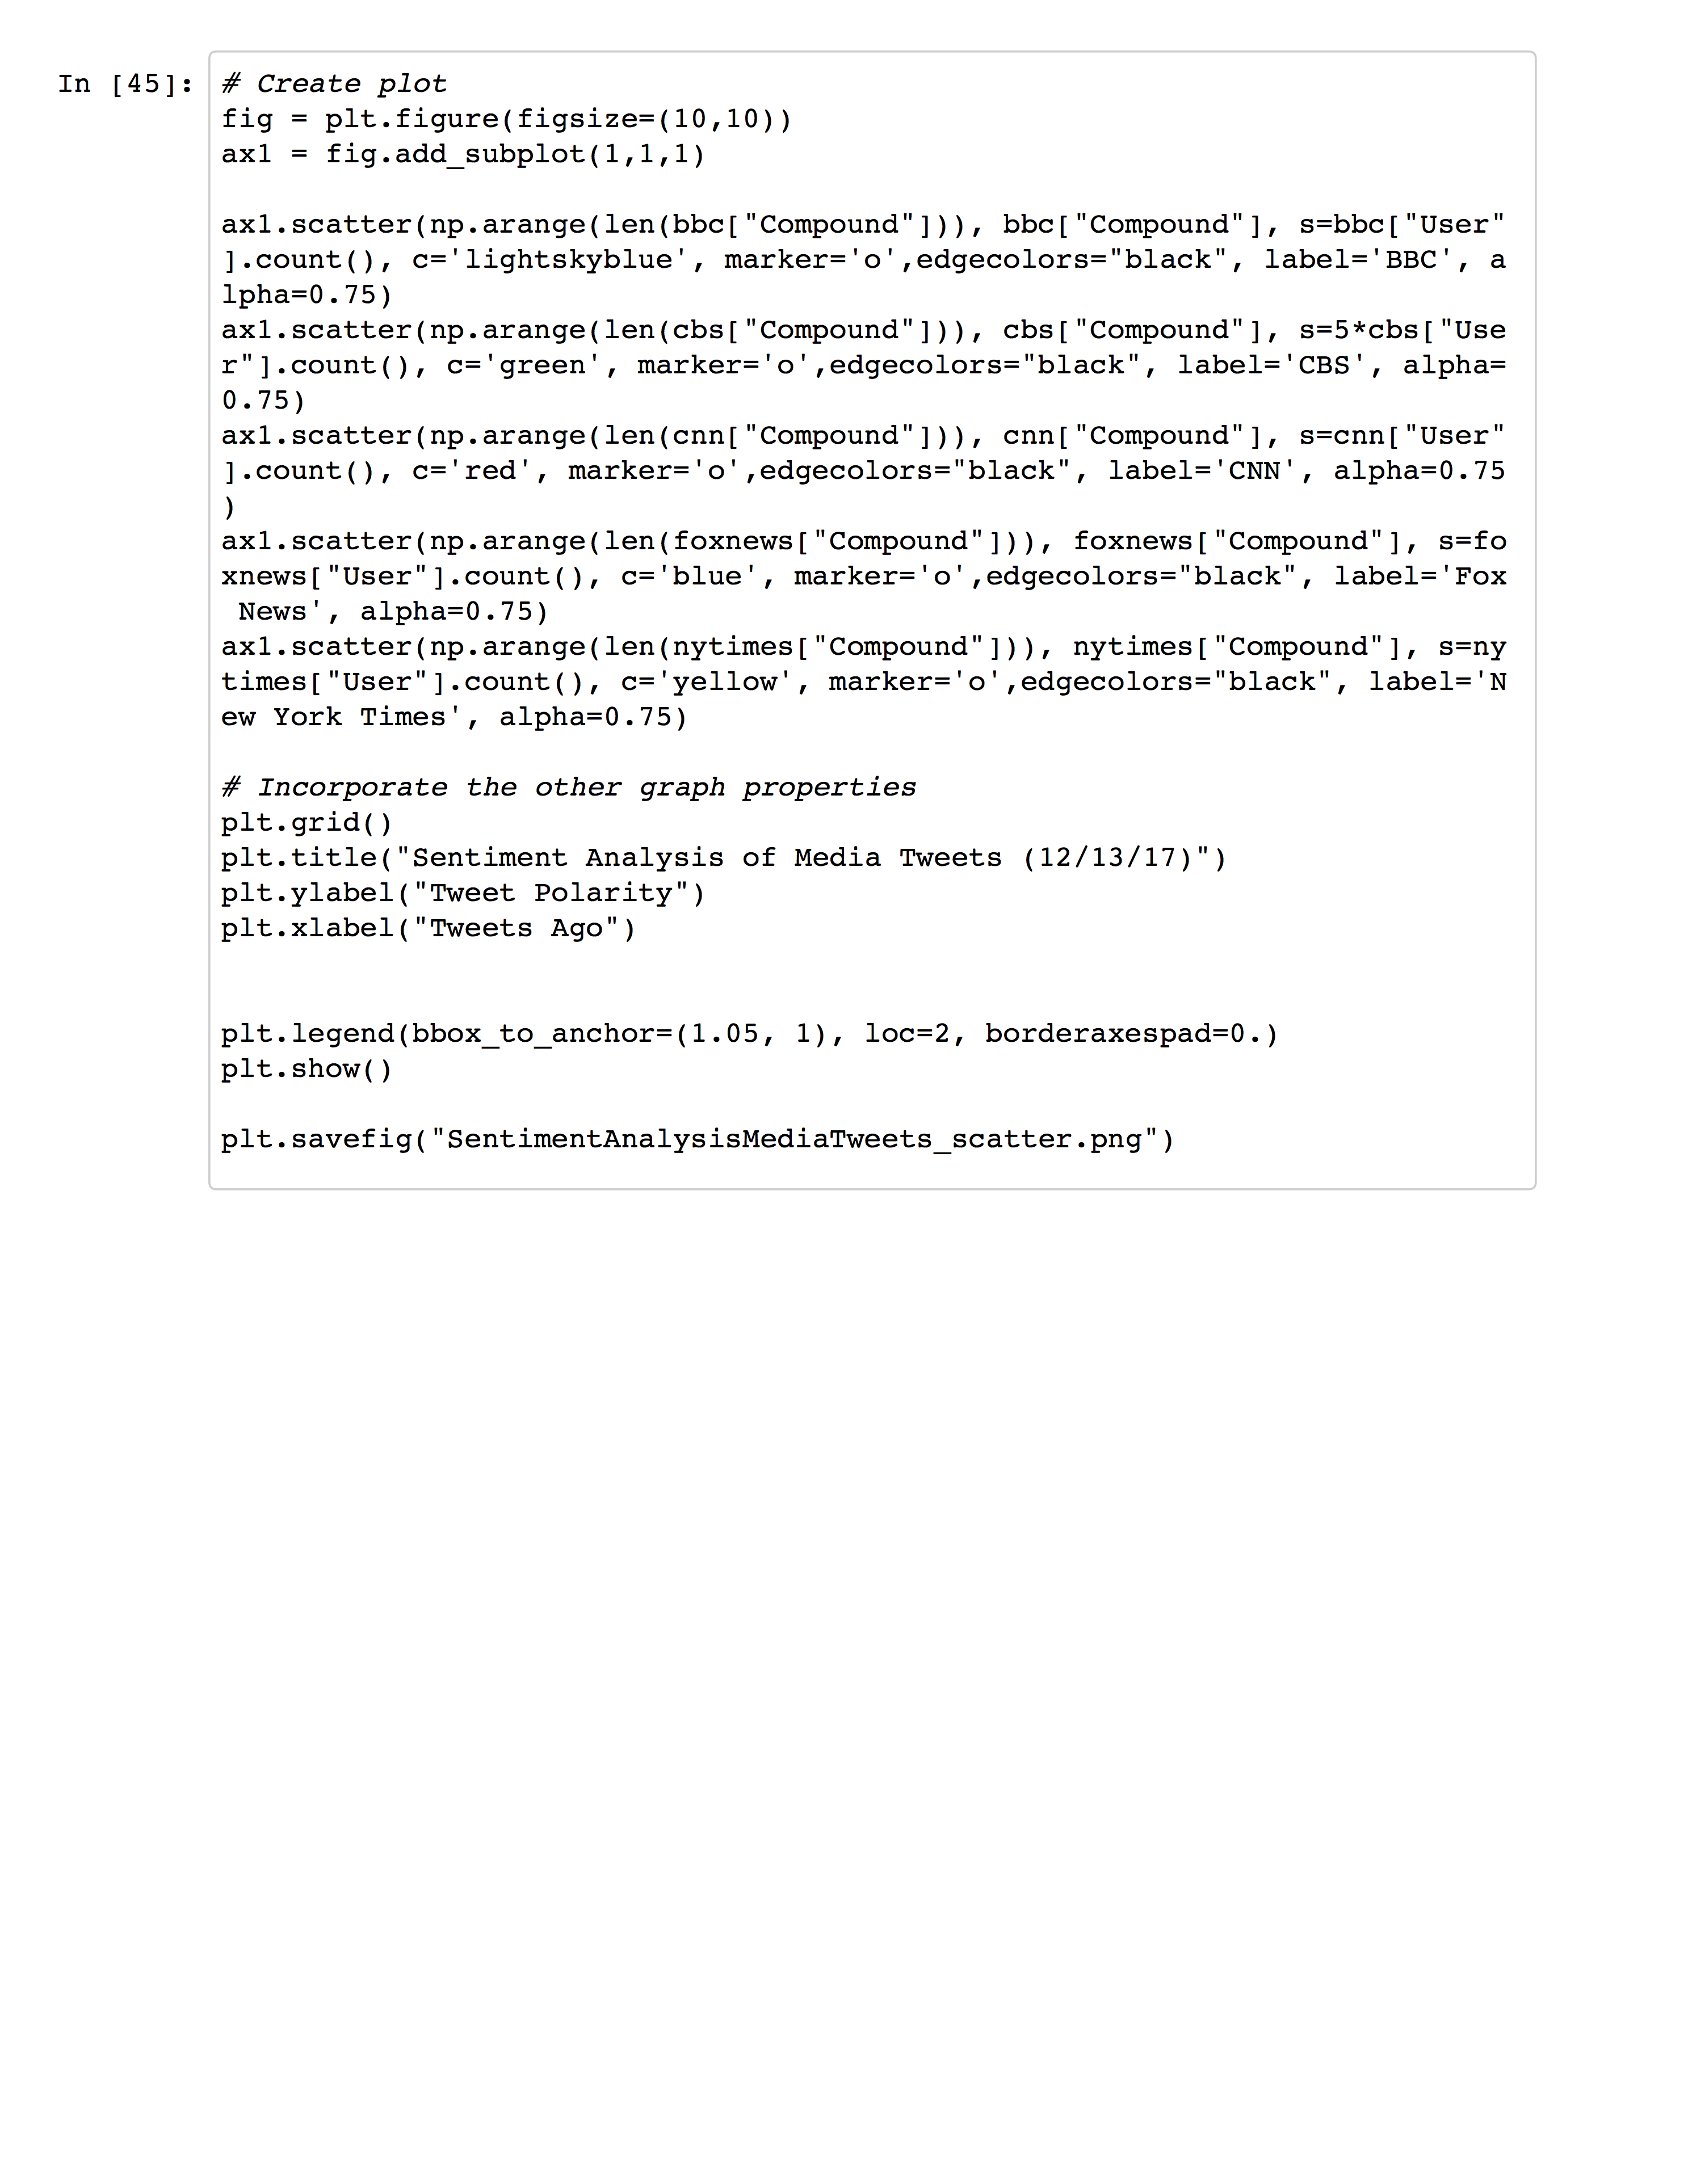 In [45]: # Create plot
fig = plt.figure(figsize=(10,10))
ax1 = fig.add_subplot(1,1,1)
ax1.scatter(np.arange(len(bbc["Compound"])), bbc["Compound"], s=bbc["User"
].count(), c='lightskyblue', marker='o',edgecolors="black", label='BBC', a
lpha=0.75)
ax1.scatter(np.arange(len(cbs["Compound"])), cbs["Compound"], s=5*cbs["Use
r"].count(), c='green', marker='o',edgecolors="black", label='CBS', alpha=
0.75)
ax1.scatter(np.arange(len(cnn["Compound"])), cnn["Compound"], s=cnn["User"
].count(), c='red', marker='o',edgecolors="black", label='CNN', alpha=0.75
)
ax1.scatter(np.arange(len(foxnews["Compound"])), foxnews["Compound"], s=fo
xnews["User"].count(), c='blue', marker='o',edgecolors="black", label='Fox
 News', alpha=0.75)
ax1.scatter(np.arange(len(nytimes["Compound"])), nytimes["Compound"], s=ny
times["User"].count(), c='yellow', marker='o',edgecolors="black", label='N
ew York Times', alpha=0.75)
# Incorporate the other graph properties
plt.grid()
plt.title("Sentiment Analysis of Media Tweets (12/13/17)")
plt.ylabel("Tweet Polarity")
plt.xlabel("Tweets Ago")
plt.legend(bbox_to_anchor=(1.05, 1), loc=2, borderaxespad=0.)
plt.show()
plt.savefig("SentimentAnalysisMediaTweets_scatter.png")